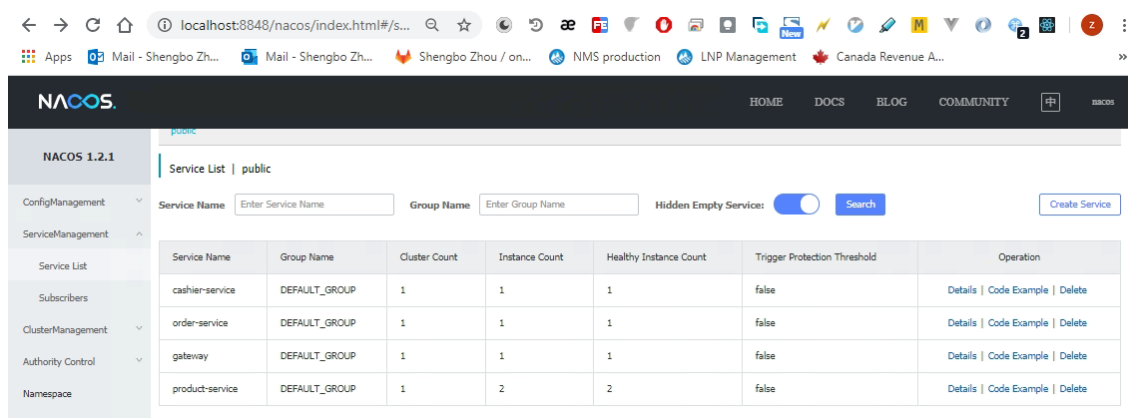 localhost:8848/nacos/index.html#/s...
New
2
Z
Apps Mail - Shengbo Zh... Mail - Shengbo Zh... Shengbo Zhou / on... NMS production LNP Management Canada Revenue A... »
NACOS. HOME DOCS BLOG COMMUNITY 中 nacos
public
NACOS 1.2.1
Service List | public
ConfigManagement
Service Name Enter Service Name Group Name Enter Group Name Hidden Empty Service: Search Create Service
ServiceManagement
Service List
Subscribers
ClusterManagement
Authority Control
Namespace
Service Name Group Name Cluster Count Instance Count Healthy Instance Count Trigger Protection Threshold Operation
cashier-service DEFAULT_GROUP 1 1 1 false Details | Code Example | Delete
order-service DEFAULT_GROUP 1 1 1 false Details | Code Example | Delete
gateway DEFAULT_GROUP 1 1 1 false Details | Code Example | Delete
product-service DEFAULT_GROUP 1 2 2 false Details | Code Example | Delete